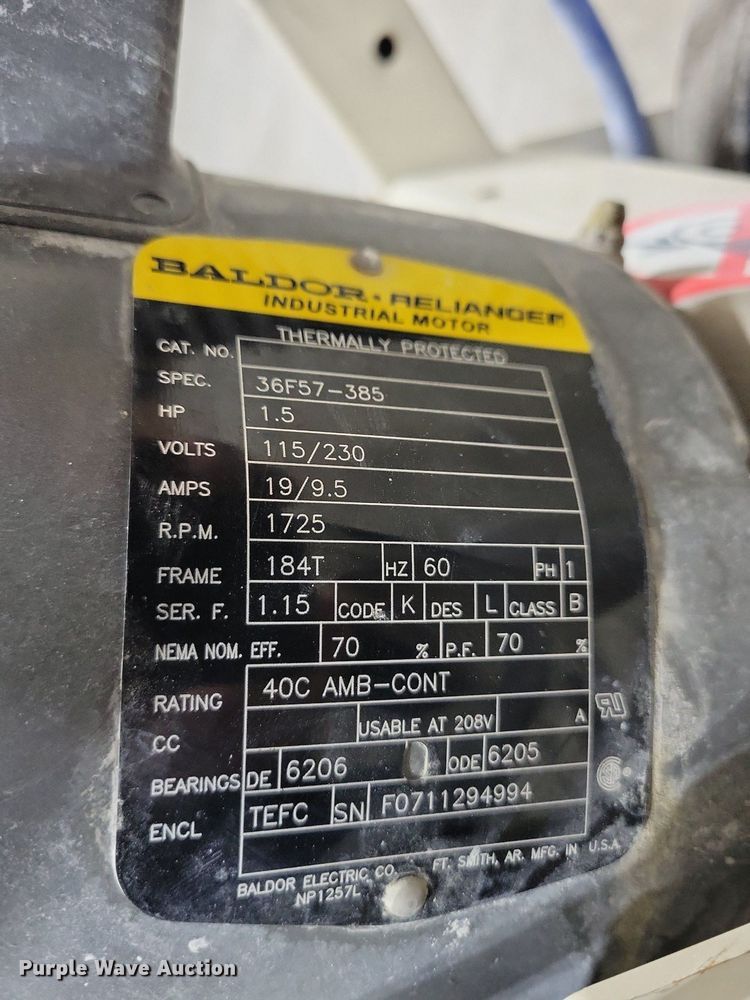 BALDOR • RELIANCE
INDUSTRIAL MOTOR
THERMALLY PROTECTED
CAT. NO.
SPEC. 36F57-385
HP 1.5
VOLTS 115/230
AMPS 19/9.5
R.P.M. 1725
FRAME 184T HZ 60 PH 1
SER. F. 1.15 CODE K DES L CLASS B
NEMA NOM. EFF. 70 % P.F. 70 %
RATING 40C AMB-CONT
CC USABLE AT 208V A
BEARINGS DE 6206 ODE 6205
ENCL TEFC SN F0711294994
BALDOR ELECTRIC CO. FT. SMITH, AR. MFG. IN U.S.A.
NP1257L
Purple Wave Auction